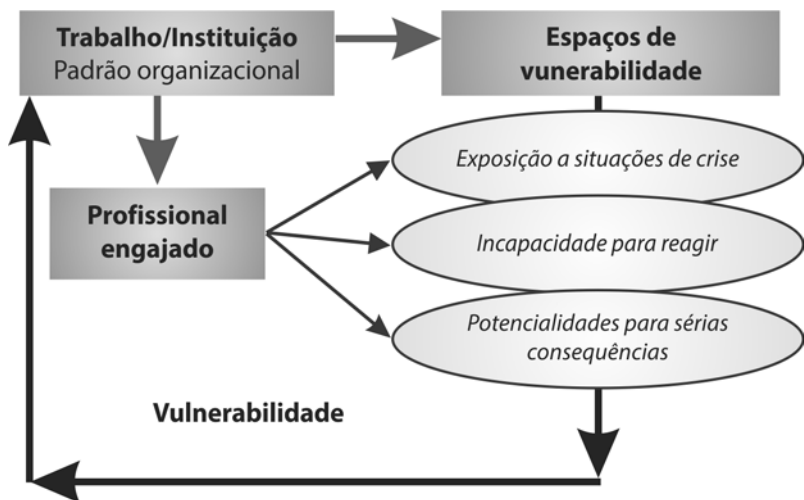 Trabalho/Instituição
Padrão organizacional
Espaços de
vunerabilidade
Exposição a situações de crise
Profissional
engajado
Incapacidade para reagir
Potencialidades para sérias
consequências
Vulnerabilidade